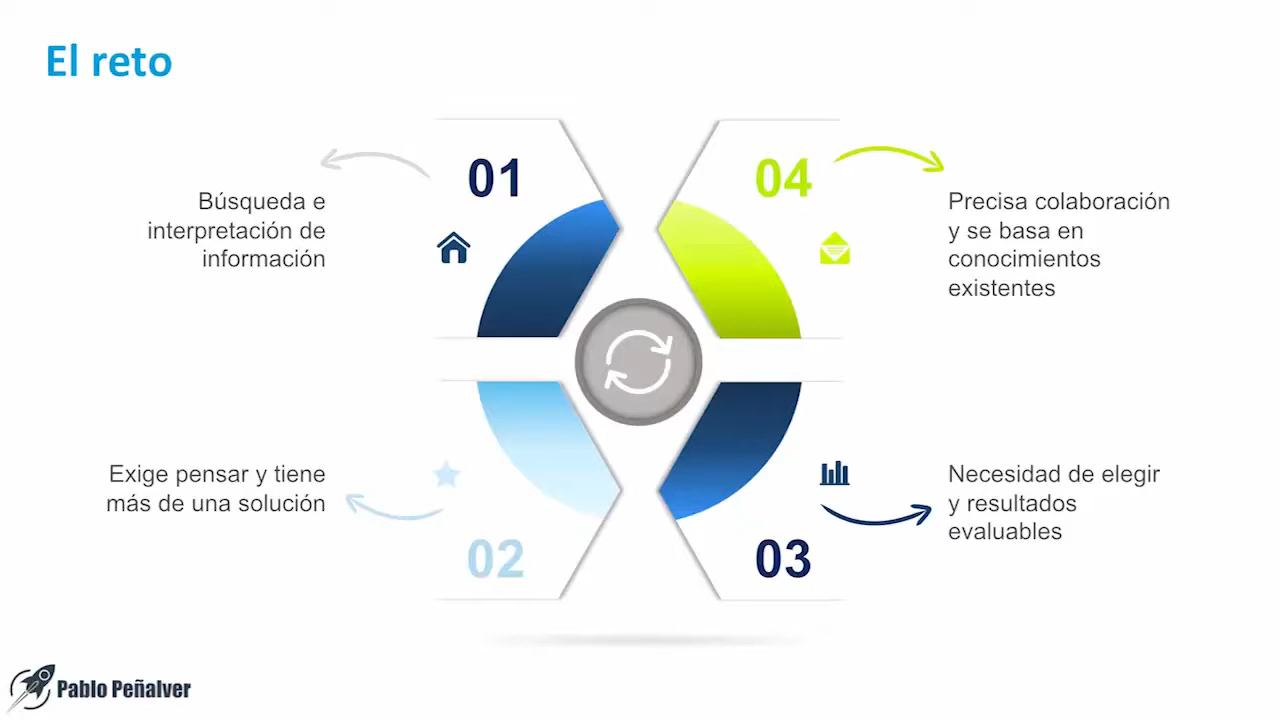 El reto
01
Búsqueda e
interpretación de
información
02
Exige pensar y tiene
más de una solución
03
Necesidad de elegir
y resultados
evaluables
04
Precisa colaboración
y se basa en
conocimientos
existentes
Pablo Peñalver